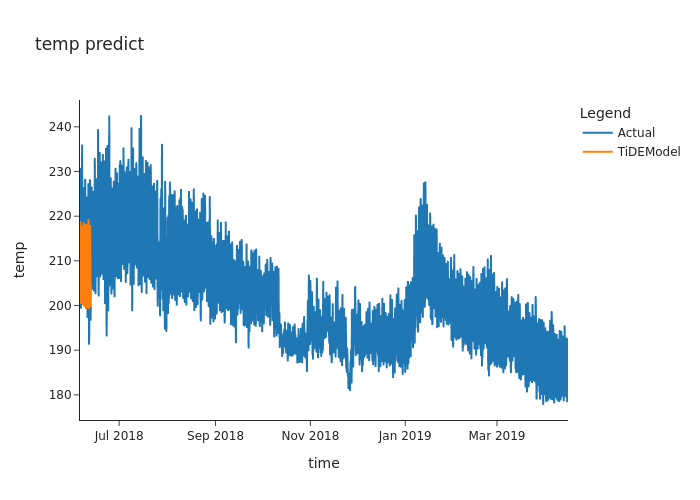 temp predict
Legend
Actual
TiDEModel
temp
240
230
220
210
200
190
180
Jul 2018
Sep 2018
Nov 2018
Jan 2019
Mar 2019
time